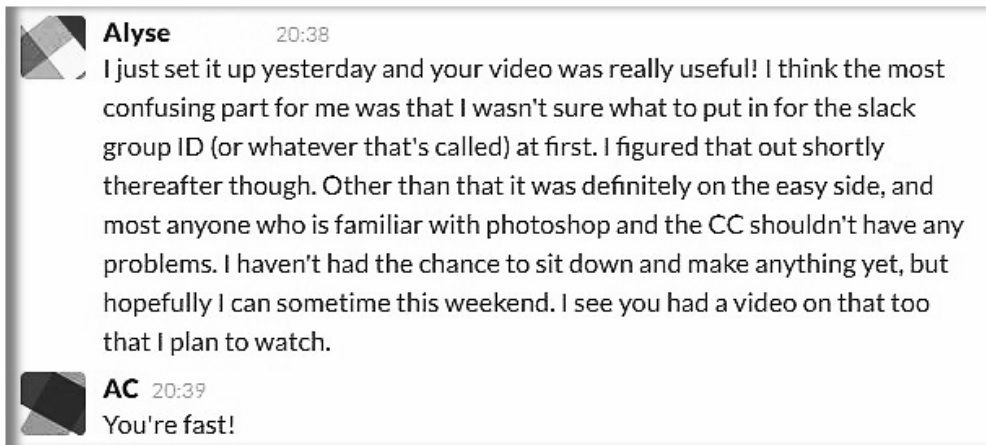 Alyse 20:38
I just set it up yesterday and your video was really useful! I think the most
confusing part for me was that I wasn't sure what to put in for the slack
group ID (or whatever that's called) at first. I figured that out shortly
thereafter though. Other than that it was definitely on the easy side, and
most anyone who is familiar with photoshop and the CC shouldn't have any
problems. I haven't had the chance to sit down and make anything yet, but
hopefully I can sometime this weekend. I see you had a video on that too
that I plan to watch.
AC 20:39
You're fast!